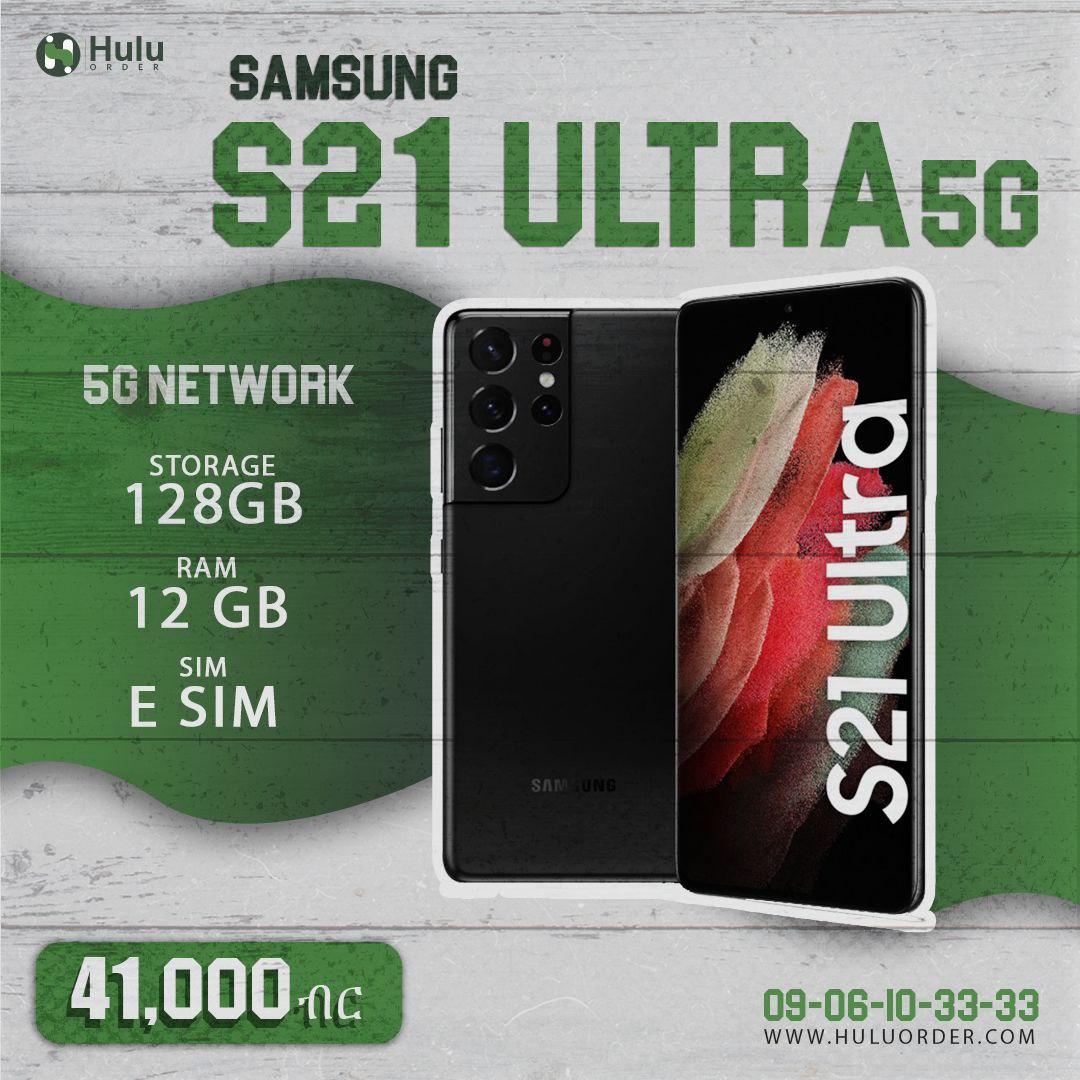 Hulu
ORDER
SAMSUNG
S21 ULTRA 5G
5G NETWORK
STORAGE
128GB
RAM
12 GB
SIM
E SIM
SAMSUNG
S21 Ultra
41,000 ብር
09-06-10-33-33
WWW.HULUORDER.COM